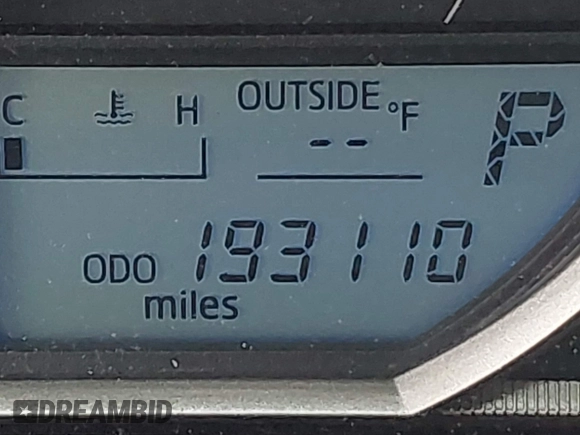 C H OUTSIDE °F P
--
ODO 193110
miles
DREAMBID